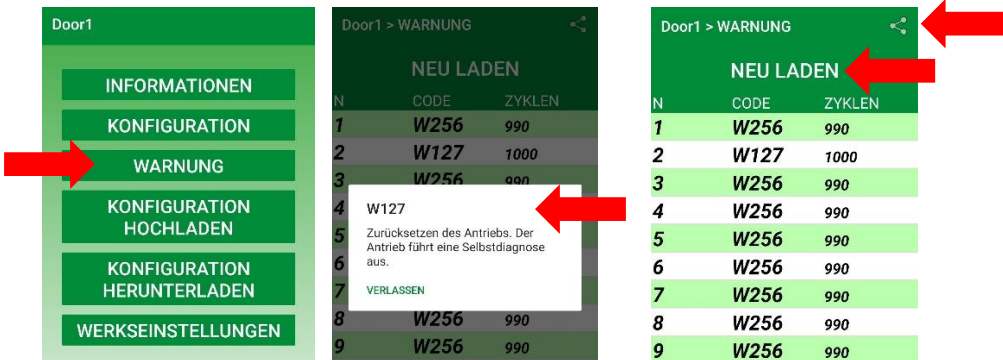 Door1
INFORMATIONEN
KONFIGURATION
WARNUNG
KONFIGURATION
HOCHLADEN
KONFIGURATION
HERUNTERLADEN
WERKSEINSTELLUNGEN
Door1 > WARNUNG
NEU LADEN
N CODE ZYKLEN
1 W256 990
2 W127 1000
3 W256 990
4
5
6
7
W127
Zurücksetzen des Antriebs. Der
Antrieb führt eine Selbstdiagnose
aus.
VERLASSEN
8 W256 990
9 W256 990
Door1 > WARNUNG
NEU LADEN
N CODE ZYKLEN
1 W256 990
2 W127 1000
3 W256 990
4 W256 990
5 W256 990
6 W256 990
7 W256 990
8 W256 990
9 W256 990